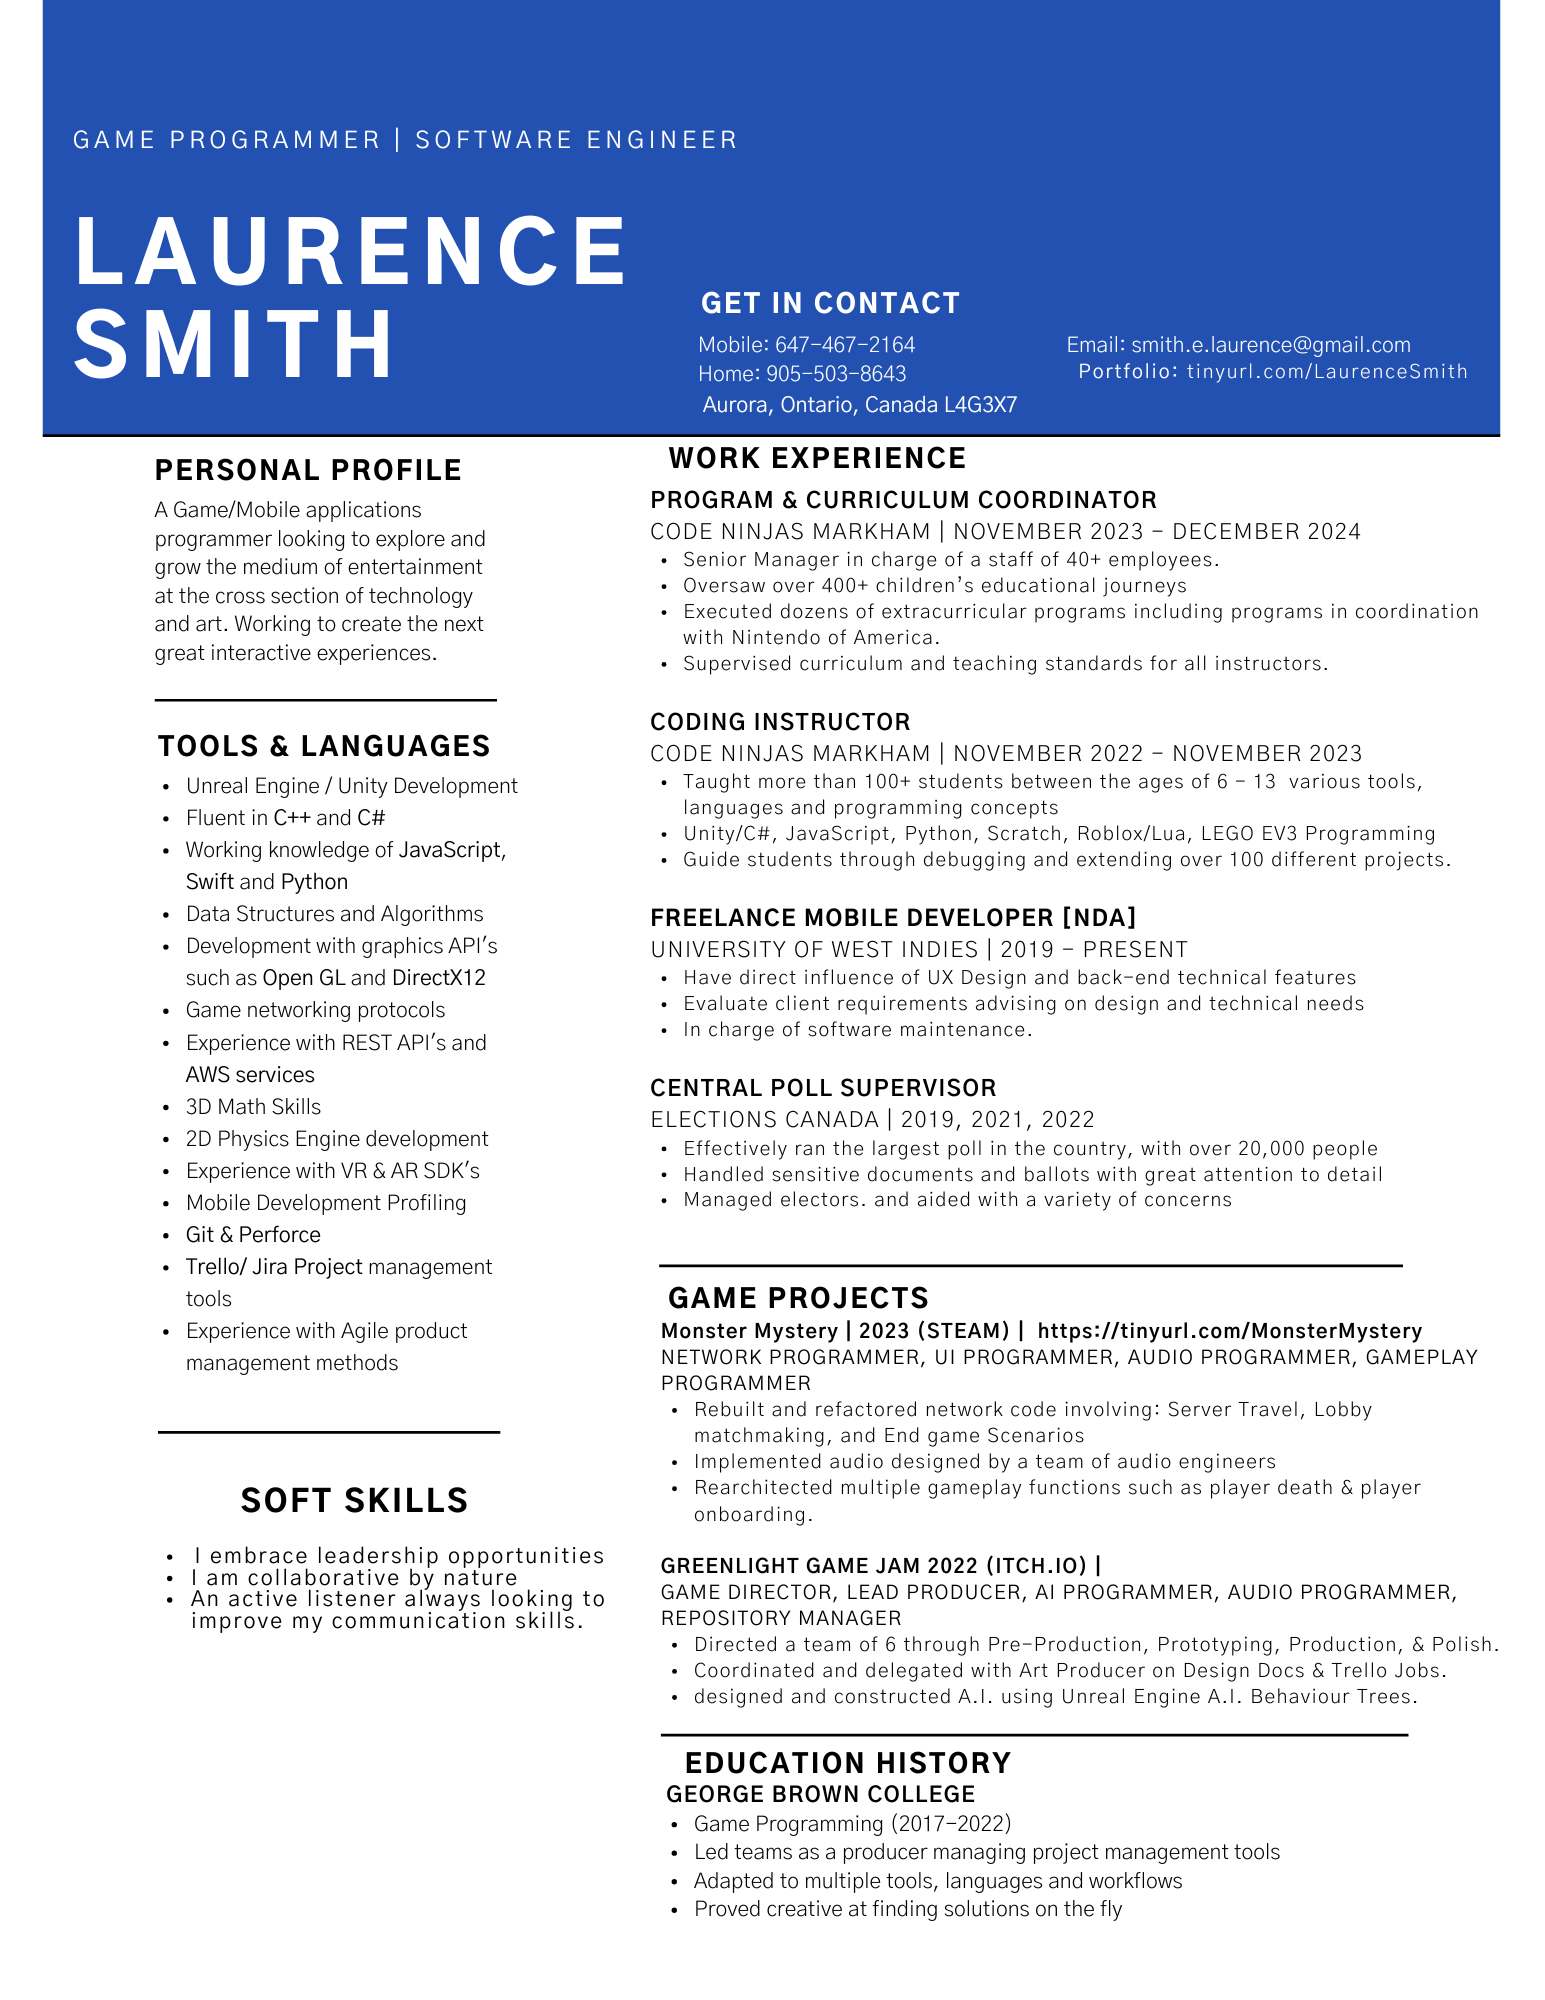 GAME PROGRAMMER | SOFTWARE ENGINEER
LAURENCE
SMITH
GET IN CONTACT
Mobile: 647-467-2164
Home: 905-503-8643
Aurora, Ontario, Canada L4G3X7
Email: smith.e.laurence@gmail.com
Portfolio: tinyurl.com/LaurenceSmith
PERSONAL PROFILE
A Game/Mobile applications
programmer looking to explore and
grow the medium of entertainment
at the cross section of technology
and art. Working to create the next
great interactive experiences.
TOOLS & LANGUAGES
• Unreal Engine / Unity Development
• Fluent in C++ and C#
• Working knowledge of JavaScript,
Swift and Python
• Data Structures and Algorithms
• Development with graphics API's
such as Open GL and DirectX12
• Game networking protocols
• Experience with REST API's and
AWS services
• 3D Math Skills
• 2D Physics Engine development
• Experience with VR & AR SDK's
• Mobile Development Profiling
• Git & Perforce
• Trello/ Jira Project management
tools
• Experience with Agile product
management methods
SOFT SKILLS
• I embrace leadership opportunities
• I am collaborative by nature
• An active listener always looking to
improve my communication skills.
WORK EXPERIENCE
PROGRAM & CURRICULUM COORDINATOR
CODE NINJAS MARKHAM | NOVEMBER 2023 - DECEMBER 2024
• Senior Manager in charge of a staff of 40+ employees.
• Oversaw over 400+ children's educational journeys
• Executed dozens of extracurricular programs including programs in coordination
with Nintendo of America.
• Supervised curriculum and teaching standards for all instructors.
CODING INSTRUCTOR
CODE NINJAS MARKHAM | NOVEMBER 2022 - NOVEMBER 2023
• Taught more than 100+ students between the ages of 6 - 13 various tools,
languages and programming concepts
• Unity/C#, JavaScript, Python, Scratch, Roblox/Lua, LEGO EV3 Programming
• Guide students through debugging and extending over 100 different projects.
FREELANCE MOBILE DEVELOPER [NDA]
UNIVERSITY OF WEST INDIES | 2019 - PRESENT
• Have direct influence of UX Design and back-end technical features
• Evaluate client requirements advising on design and technical needs
• In charge of software maintenance.
CENTRAL POLL SUPERVISOR
ELECTIONS CANADA | 2019, 2021, 2022
• Effectively ran the largest poll in the country, with over 20,000 people
• Handled sensitive documents and ballots with great attention to detail
• Managed electors. and aided with a variety of concerns
GAME PROJECTS
Monster Mystery | 2023 (STEAM) | https://tinyurl.com/MonsterMystery
NETWORK PROGRAMMER, UI PROGRAMMER, AUDIO PROGRAMMER, GAMEPLAY
PROGRAMMER
• Rebuilt and refactored network code involving: Server Travel, Lobby
matchmaking, and End game Scenarios
• Implemented audio designed by a team of audio engineers
• Rearchitected multiple gameplay functions such as player death & player
onboarding.
GREENLIGHT GAME JAM 2022 (ITCH.IO) |
GAME DIRECTOR, LEAD PRODUCER, AI PROGRAMMER, AUDIO PROGRAMMER,
REPOSITORY MANAGER
• Directed a team of 6 through Pre-Production, Prototyping, Production, & Polish.
• Coordinated and delegated with Art Producer on Design Docs & Trello Jobs.
• designed and constructed A.I. using Unreal Engine A.I. Behaviour Trees.
EDUCATION HISTORY
GEORGE BROWN COLLEGE
• Game Programming (2017-2022)
• Led teams as a producer managing project management tools
• Adapted to multiple tools, languages and workflows
• Proved creative at finding solutions on the fly